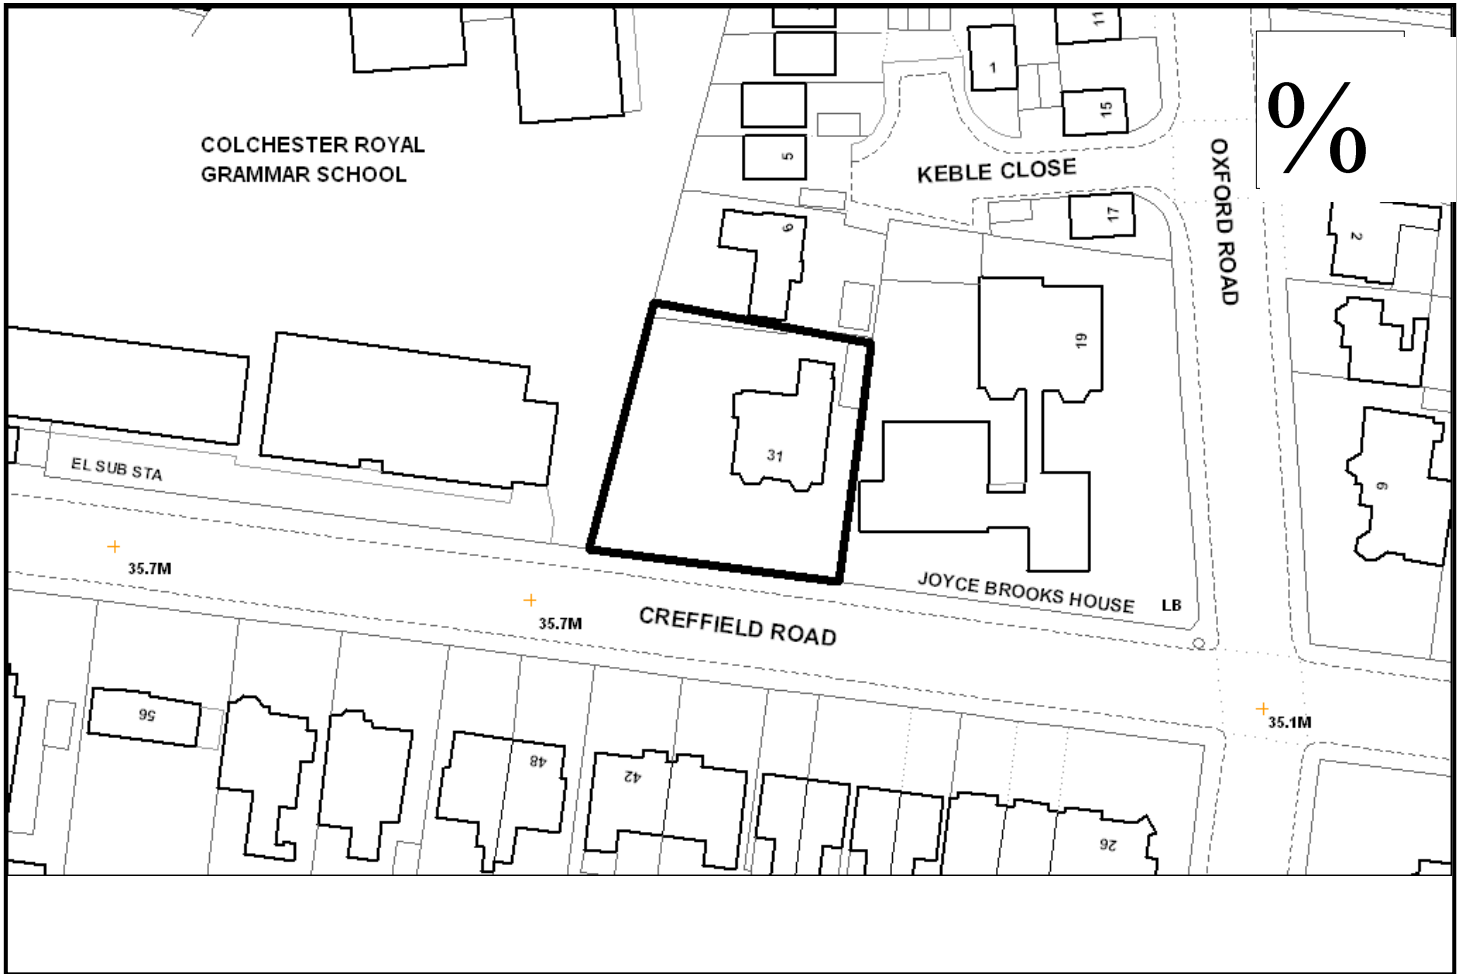 11
1
15
%
COLCHESTER ROYAL
GRAMMAR SCHOOL
5
KEBLE CLOSE
OXFORD ROAD
17
6
2
19
31
EL SUB STA
9
35.7M
35.7M
JOYCE BROOKS HOUSE
LB
CREFFIELD ROAD
35.1M
56
48
42
26